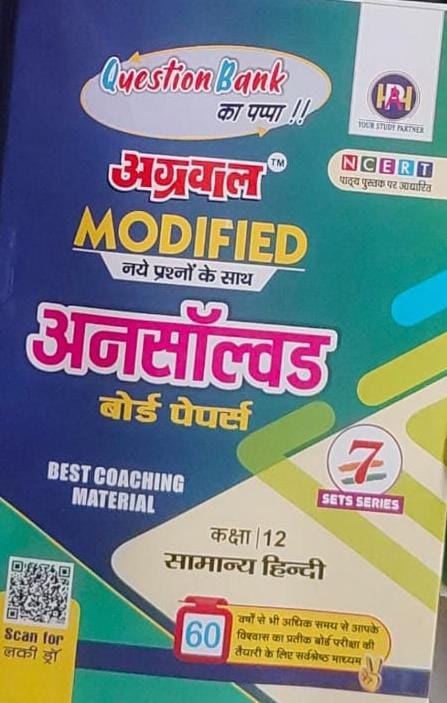 Question Bank
का पप्पा !!
HAH
YOUR STUDY PARTNER
अग्रवाल TM
NCERT
पाठ्य पुस्तक पर आधारित
MODIFIED
नये प्रश्नों के साथ
अनसॉल्वड
बोर्ड पेपर्स
BEST COACHING
MATERIAL
7
SETS SERIES
कक्षा | 12
सामान्य हिन्दी
Scan for
लकी ड्रॉ
60
वर्षों से भी अधिक समय से आपके
विश्वास का प्रतीक बोर्ड परीक्षा की
तैयारी के लिए सर्वश्रेष्ठ माध्यम